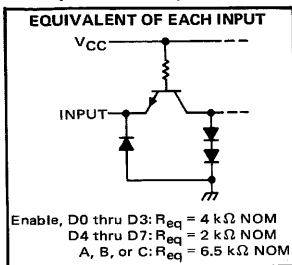 EQUIVALENT OF EACH INPUT
VCC
INPUT
Enable, D0 thru D3: Req = 4 kΩ NOM
D4 thru D7: Req = 2 kΩ NOM
A, B, or C: Req = 6.5 kΩ NOM